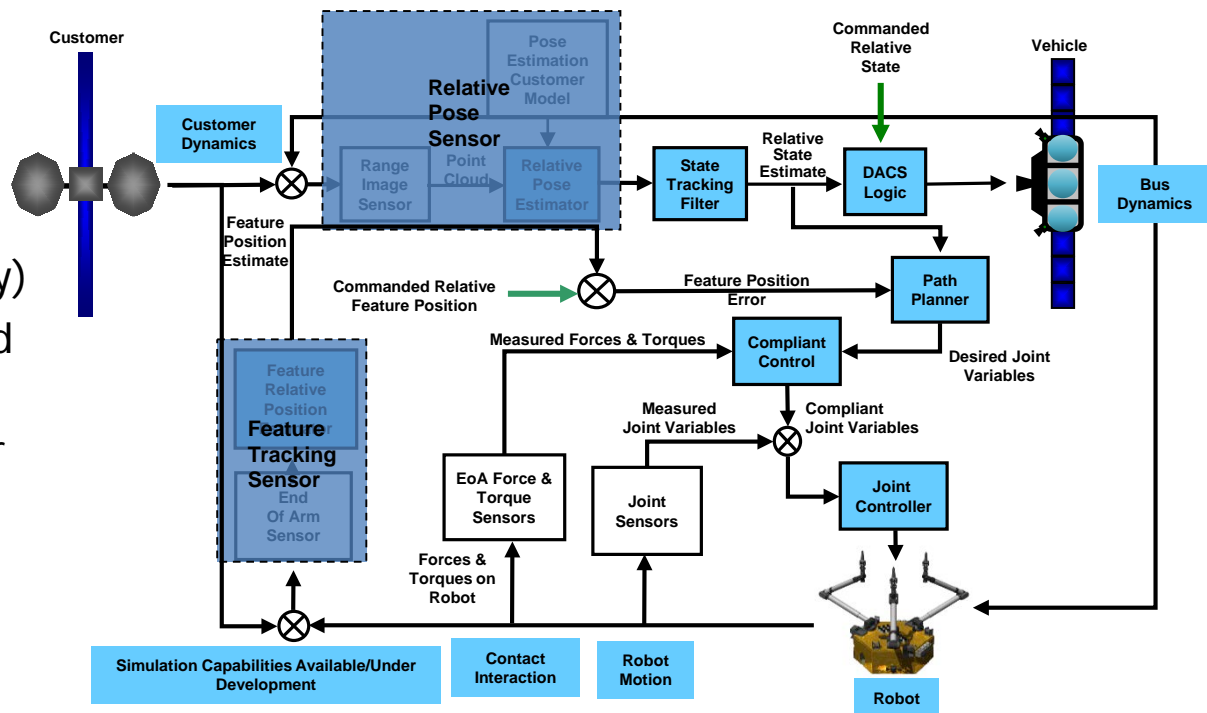 Customer
Customer
Dynamics
Pose
Estimation
Customer
Model
Relative
Pose
Sensor
Range
Image
Sensor
Point
Cloud
Relative
Pose
Estimator
State
Tracking
Filter
Relative
State
Estimate
Commanded
Relative
State
DACS
Logic
Vehicle
Bus
Dynamics
Feature
Position
Estimate
y)
d
Commanded Relative
Feature Position
Feature Position
Error
Path
Planner
Measured Forces & Torques
Compliant
Control
Desired Joint
Variables
Feature
Relative
Position
Feature
Tracking
Sensor
End
Of Arm
Sensor
Measured
Joint Variables
Compliant
Joint Variables
EoA Force &
Torque
Sensors
Joint
Sensors
Joint
Controller
Forces &
Torques on
Robot
Simulation Capabilities Available/Under
Development
Contact
Interaction
Robot
Motion
Robot